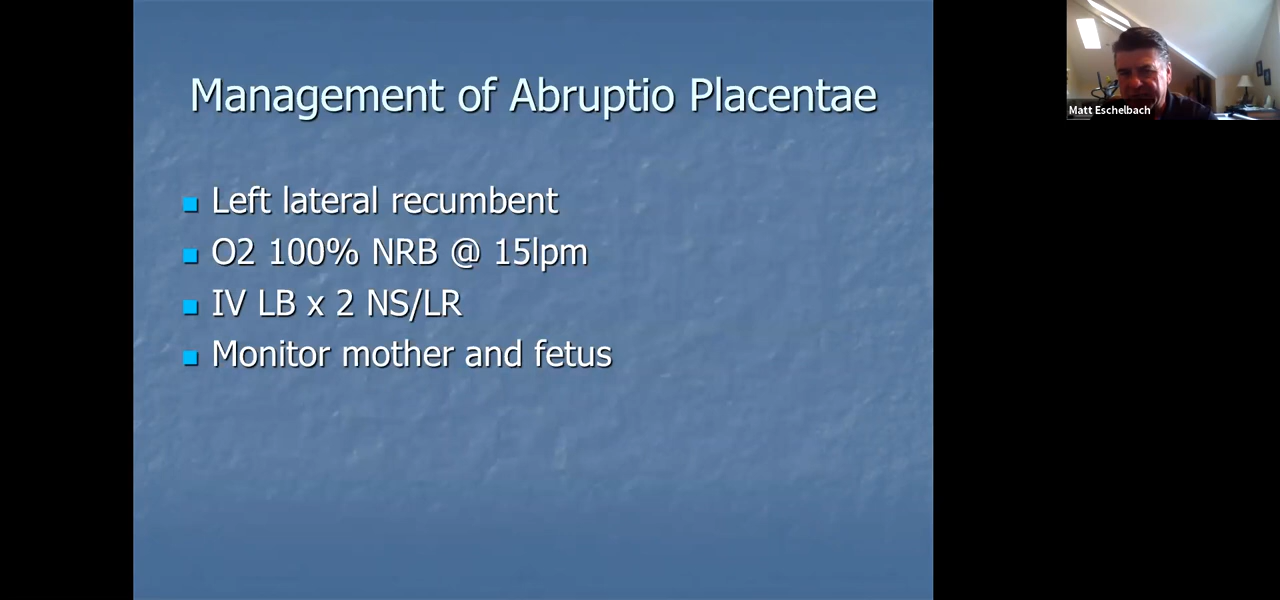 Management of Abruptio Placentae
Left lateral recumbent
O2 100% NRB @ 15lpm
IV LB x 2 NS/LR
Monitor mother and fetus
Matt Eschelbach